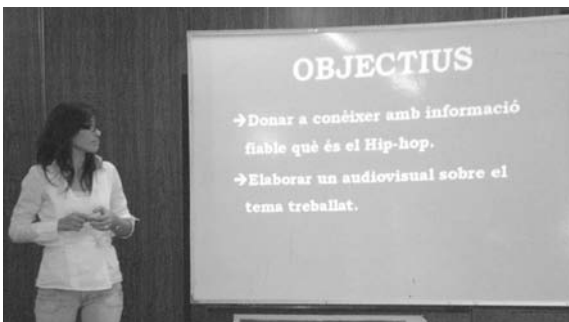 OBJECTIUS
→Donar a conèixer amb informació
fiable què és el Hip-hop.
→Elaborar un audiovisual sobre el
tema treballat.